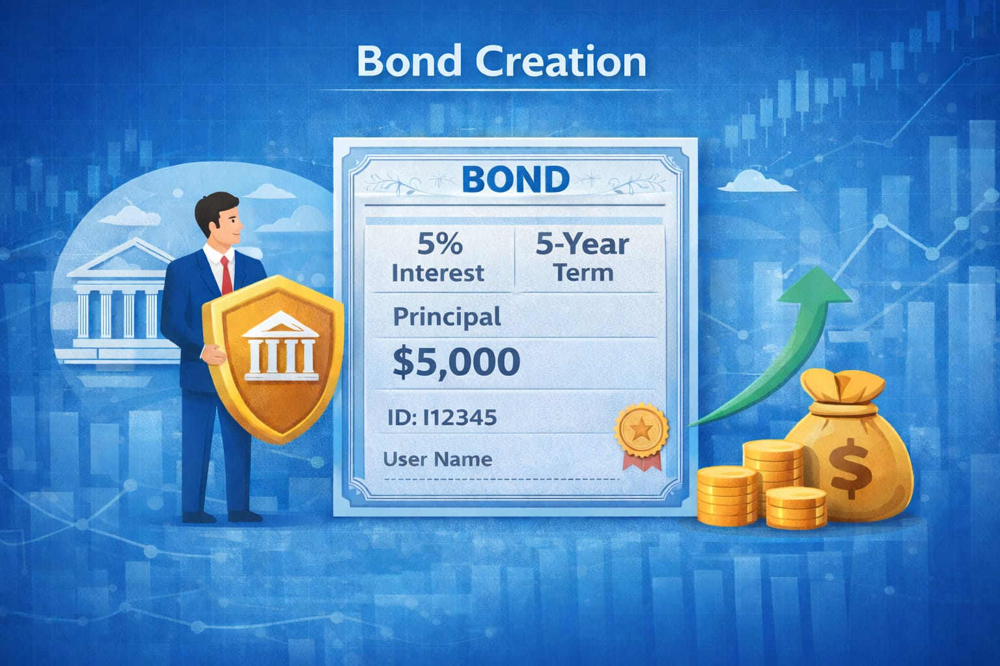 Bond Creation
BOND
5%
Interest
5-Year
Term
Principal
$5,000
ID: I12345
User Name
$